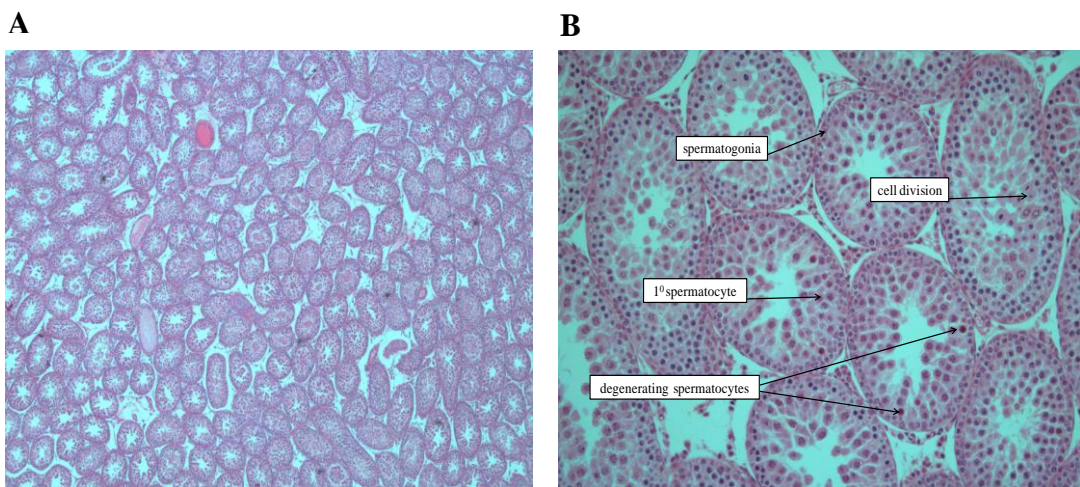 A
B
spermatogonia
cell division
1⁰ spermatocyte
degenerating spermatocytes